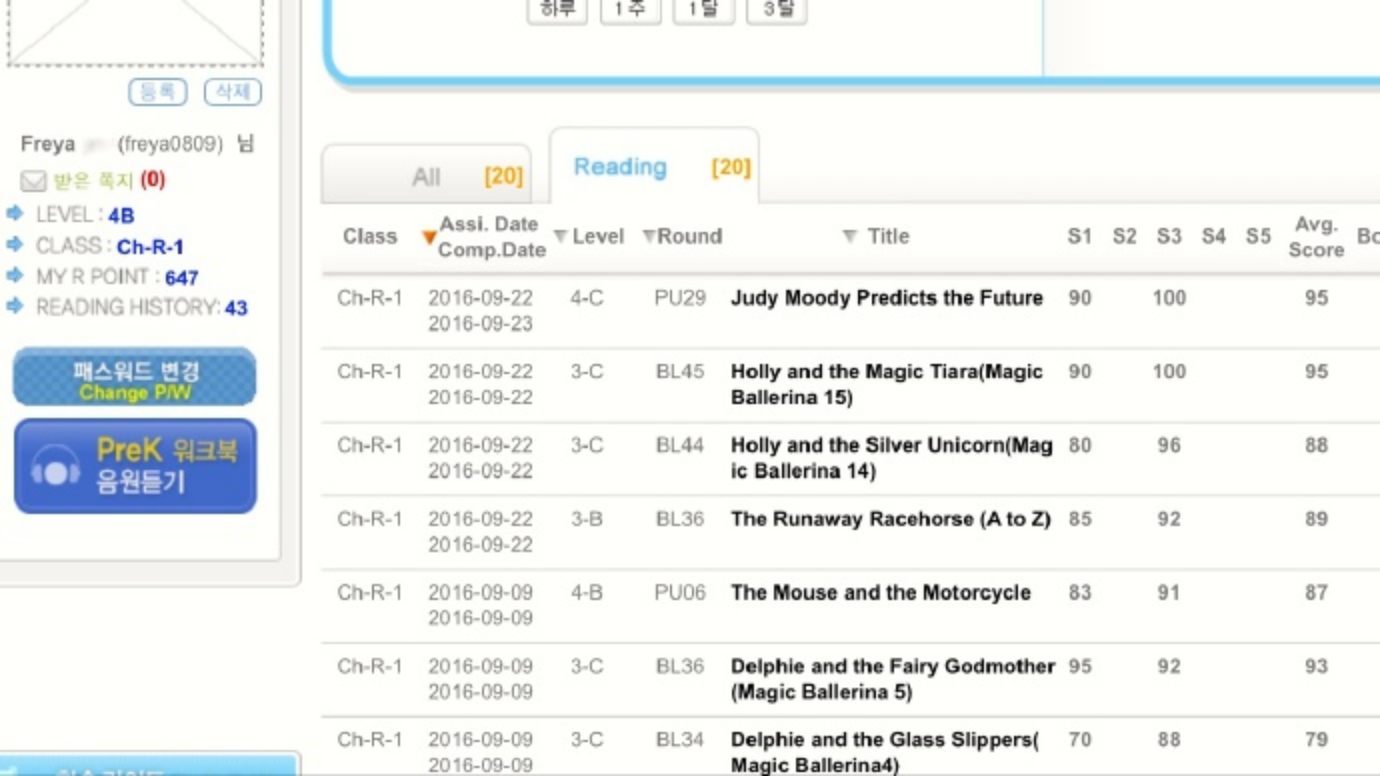 하루 1주 1달 3달
등록 삭제
Freya (freya0809) 님
받은 쪽지 (0)
LEVEL : 4B
CLASS : Ch-R-1
MY R POINT : 647
READING HISTORY: 43
패스워드 변경
Change P/W
PreK 워크북
음원듣기
All [20] Reading [20]
Class Assi. Date Comp.Date Level Round Title S1 S2 S3 S4 S5 Avg. Score
Ch-R-1 2016-09-22 4-C PU29 Judy Moody Predicts the Future 90 100 95
2016-09-23
Ch-R-1 2016-09-22 3-C BL45 Holly and the Magic Tiara(Magic 90 100 95
2016-09-22 Ballerina 15)
Ch-R-1 2016-09-22 3-C BL44 Holly and the Silver Unicorn(Mag 80 96 88
2016-09-22 ic Ballerina 14)
Ch-R-1 2016-09-22 3-B BL36 The Runaway Racehorse (A to Z) 85 92 89
2016-09-22
Ch-R-1 2016-09-09 4-B PU06 The Mouse and the Motorcycle 83 91 87
2016-09-09
Ch-R-1 2016-09-09 3-C BL36 Delphie and the Fairy Godmother 95 92 93
2016-09-09 (Magic Ballerina 5)
Ch-R-1 2016-09-09 3-C BL34 Delphie and the Glass Slippers( 70 88 79
2016-09-09 Magic Ballerina4)